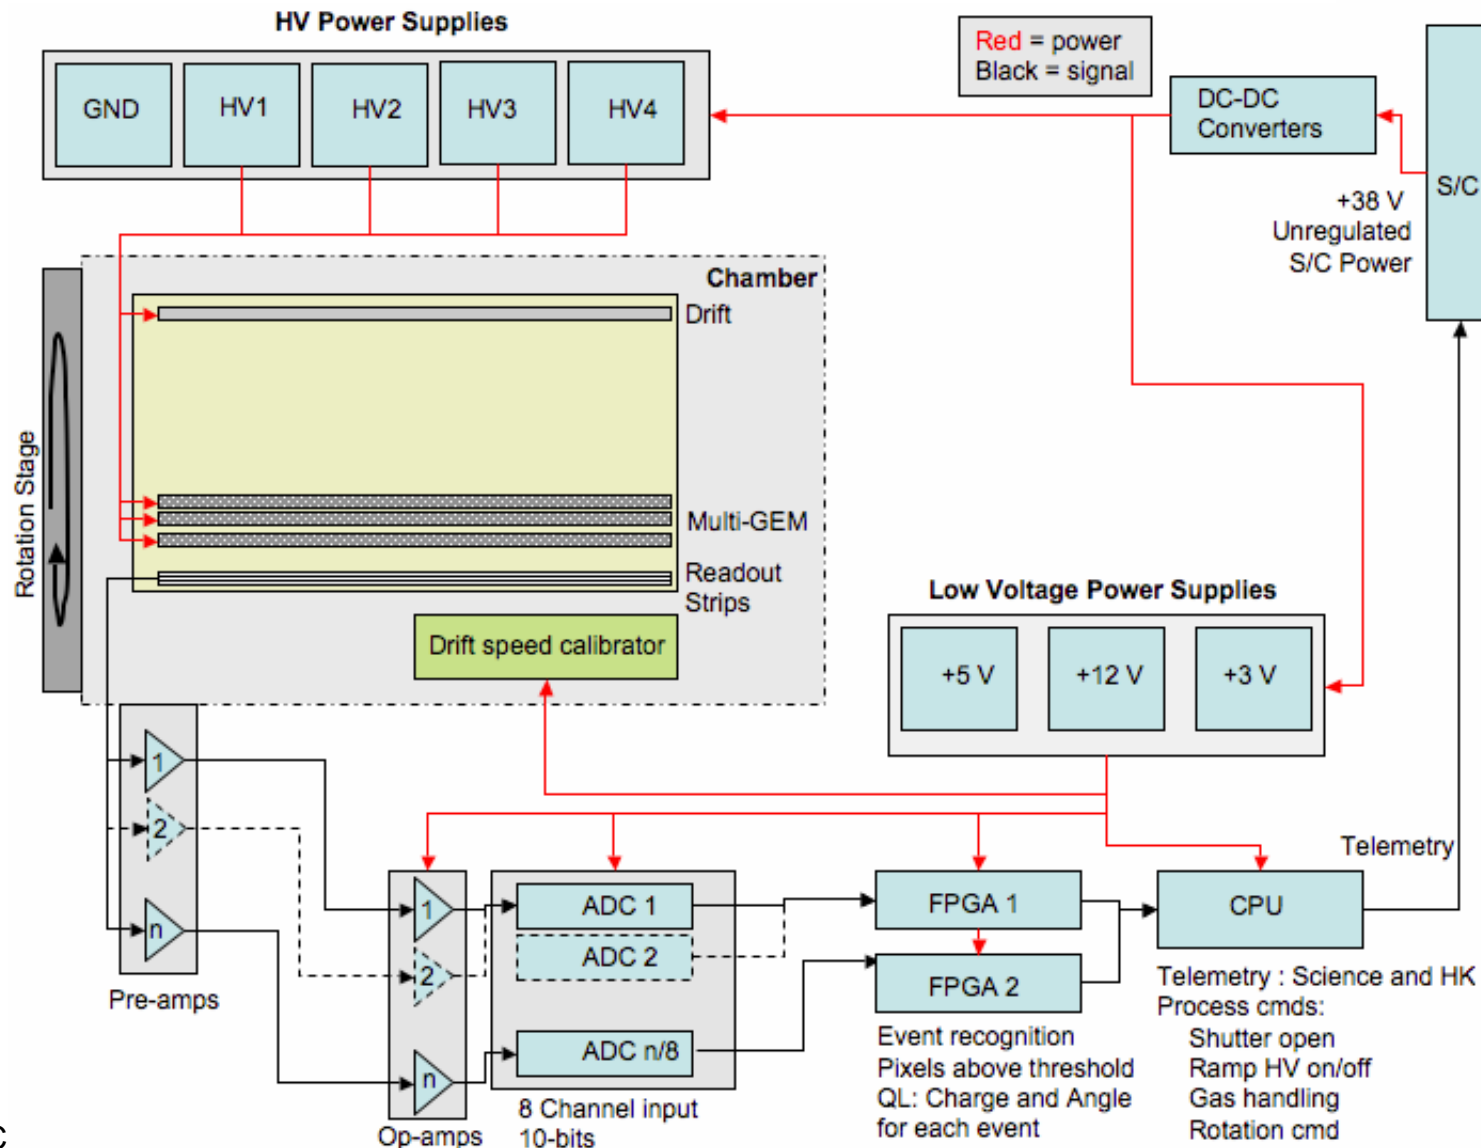 HV Power Supplies
GND
HV1
HV2
HV3
HV4
Red = power
Black = signal
DC-DC
Converters
S/C
+38 V
Unregulated
S/C Power
Chamber
Drift
Rotation Stage
Multi-GEM
Readout
Strips
Drift speed calibrator
Low Voltage Power Supplies
+5 V
+12 V
+3 V
1
2
n
Pre-amps
1
2
n
Op-amps
ADC 1
ADC 2
ADC n/8
8 Channel input
10-bits
FPGA 1
FPGA 2
Event recognition
Pixels above threshold
QL: Charge and Angle
for each event
Telemetry
CPU
Telemetry : Science and HK
Process cmds:
Shutter open
Ramp HV on/off
Gas handling
Rotation cmd